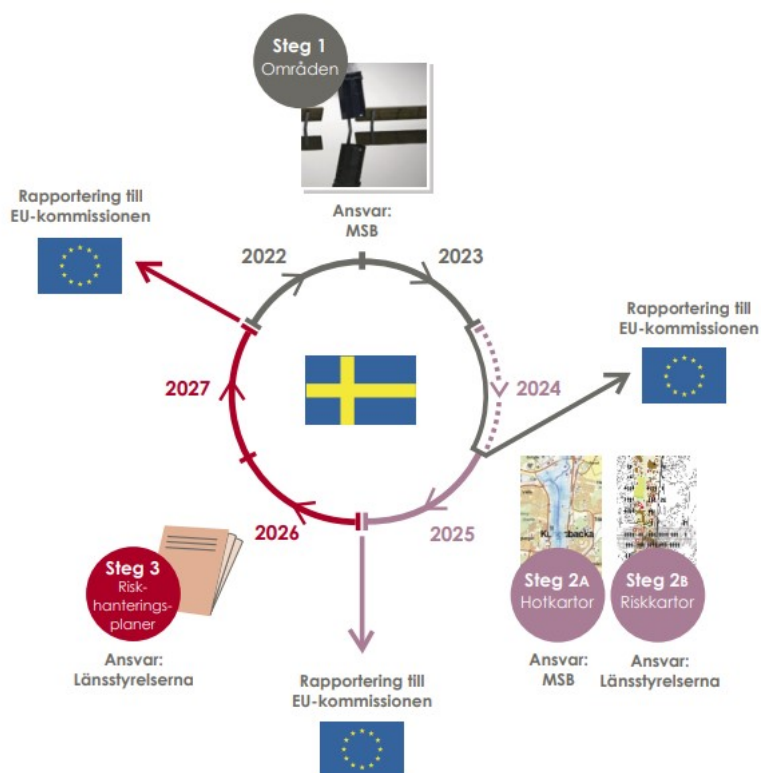 Steg 1
Områden
Ansvar:
MSB
Rapportering till
EU-kommissionen
2022
2023
Rapportering till
EU-kommissionen
2027
2024
2026
2025
Steg 3
Risk-
hanterings-
planer
Ansvar:
Länsstyrelserna
Steg 2A
Hotkartor
Ansvar:
MSB
Steg 2B
Riskkartor
Ansvar:
Länsstyrelserna
Rapportering till
EU-kommissionen